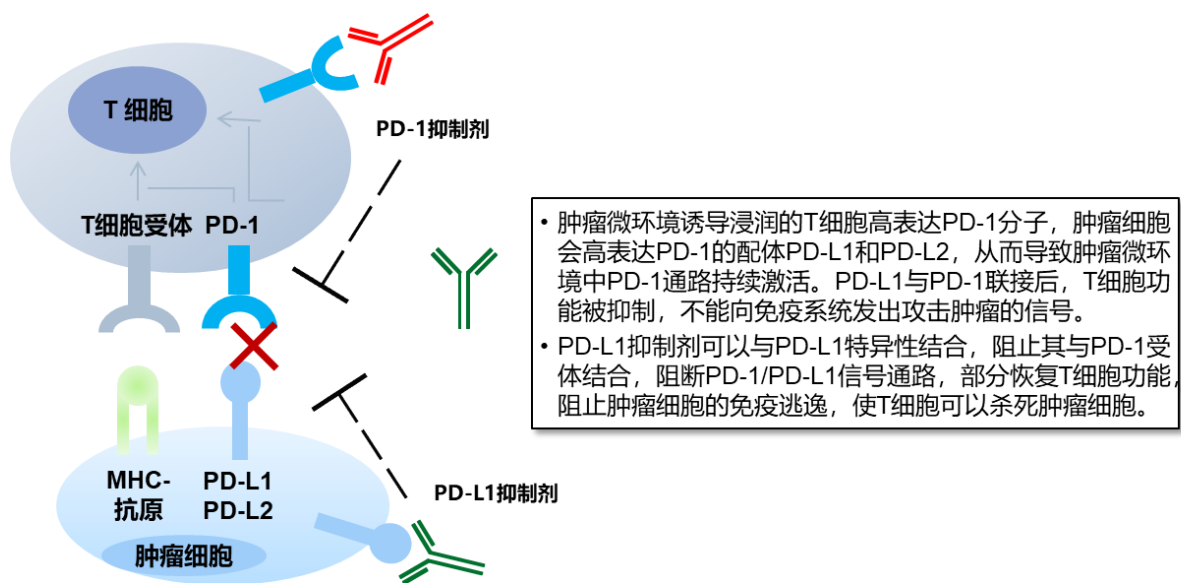 T 细胞
PD-1抑制剂
T细胞受体 PD-1
• 肿瘤微环境诱导浸润的T细胞高表达PD-1分子，肿瘤细胞
会高表达PD-1的配体PD-L1和PD-L2，从而导致肿瘤微环
境中PD-1通路持续激活。PD-L1与PD-1联接后，T细胞功
能被抑制，不能向免疫系统发出攻击肿瘤的信号。
• PD-L1抑制剂可以与PD-L1特异性结合，阻止其与PD-1受
体结合，阻断PD-1/PD-L1信号通路，部分恢复T细胞功能，
阻止肿瘤细胞的免疫逃逸，使T细胞可以杀死肿瘤细胞。
MHC-
抗原
PD-L1
PD-L2
PD-L1抑制剂
肿瘤细胞